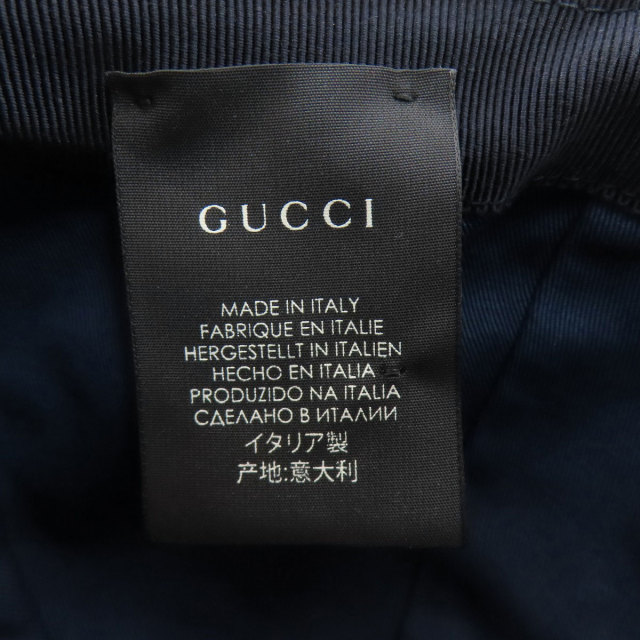 GUCCI
MADE IN ITALY
FABRIQUE EN ITALIE
HERGESTELLT IN ITALIEN
HECHO EN ITALIA
PRODUZIDO NA ITALIA
СДЕЛАНО В ИТАЛИИ
イタリア製
产地:意大利